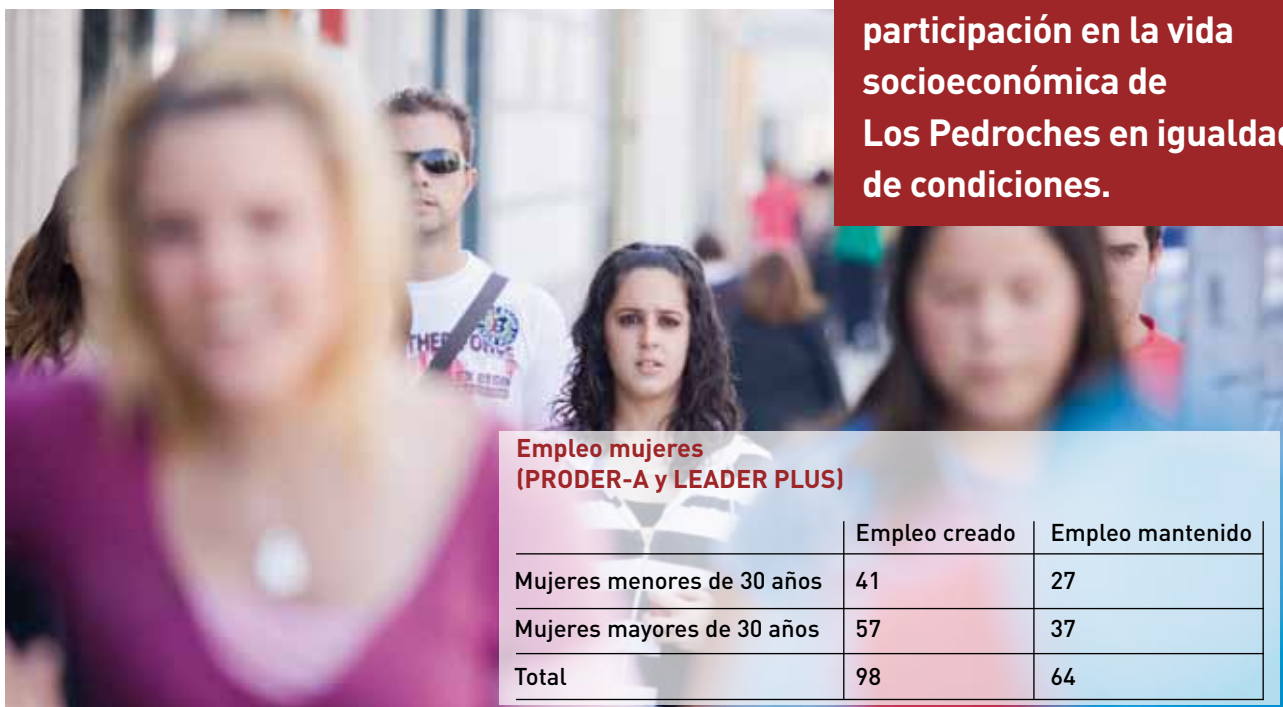 participación en la vida
socioeconómica de
Los Pedroches en igualdad
de condiciones.
Empleo mujeres
(PRODER-A y LEADER PLUS)
Empleo creado Empleo mantenido
Mujeres menores de 30 años 41 27
Mujeres mayores de 30 años 57 37
Total 98 64